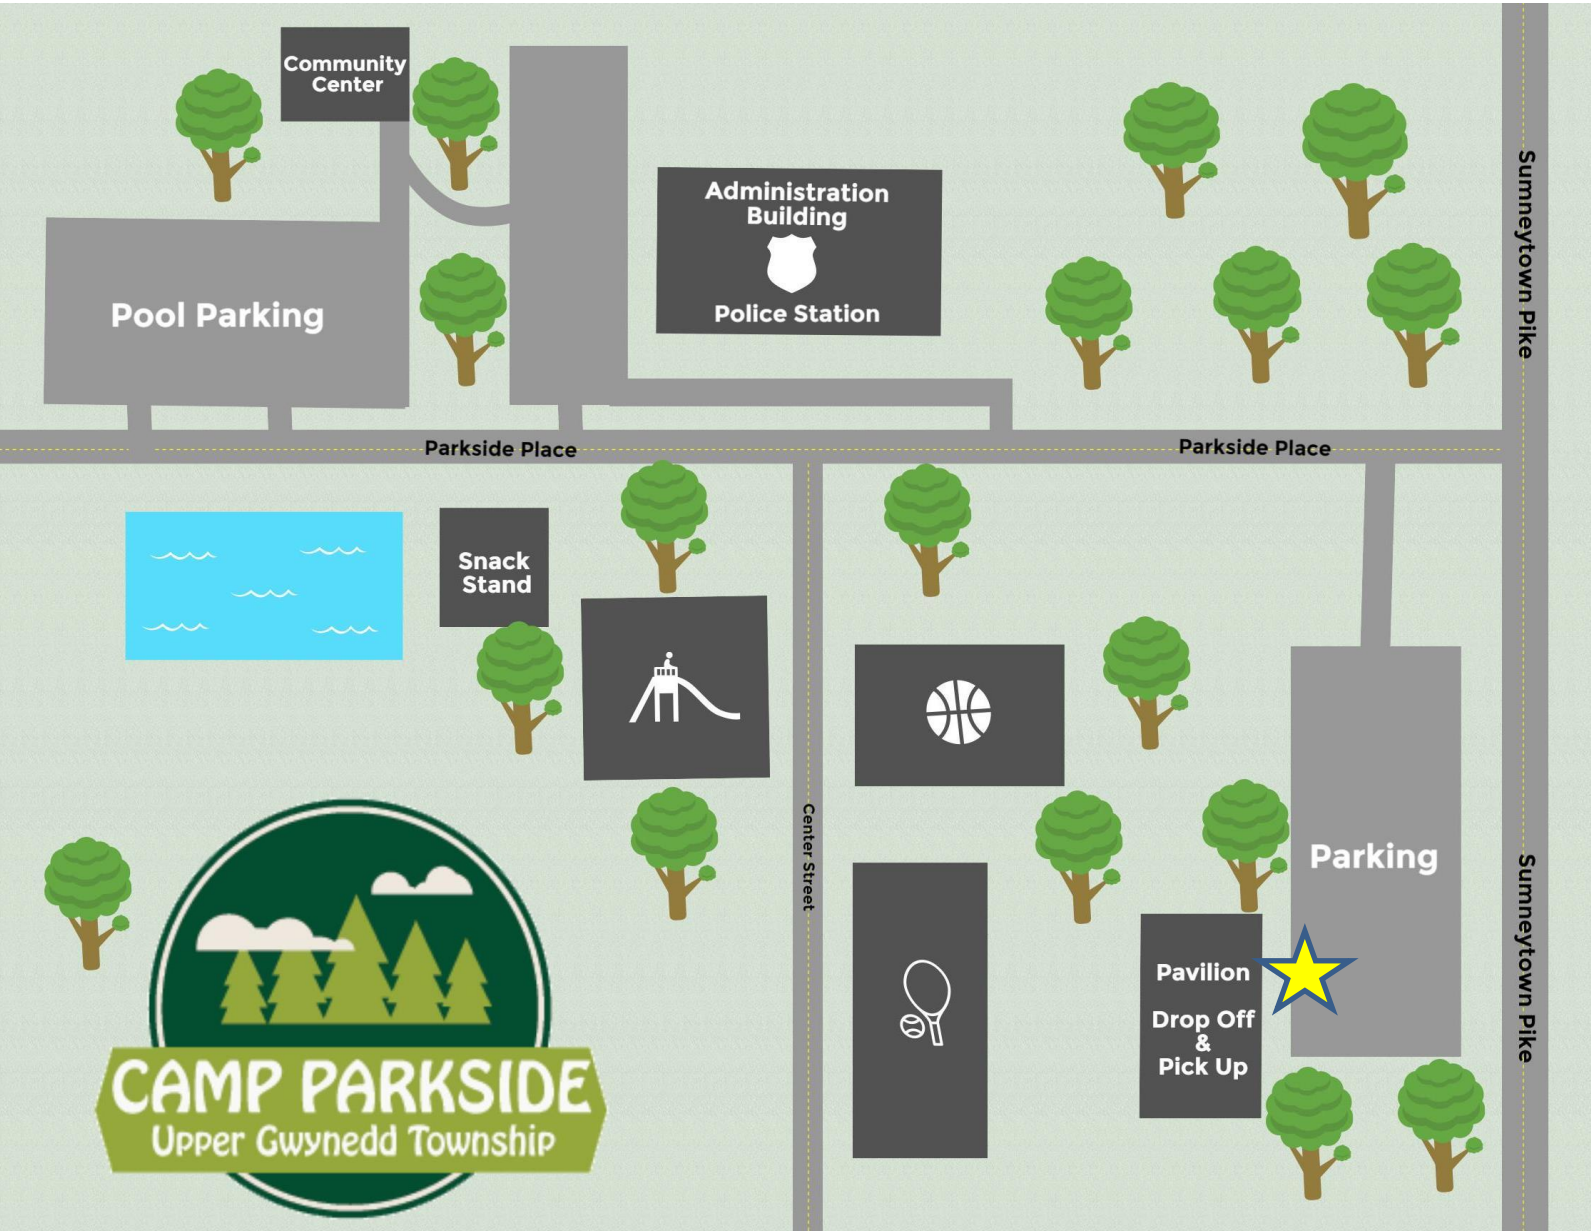 Community
Center
Administration
Building
Police Station
Sumneytown Pike
Pool Parking
Parkside Place
Parkside Place
Snack
Stand
Center Street
Parking
Sumneytown Pike
Pavilion
Drop Off
&
Pick Up
CAMP PARKSIDE
Upper Gwynedd Township